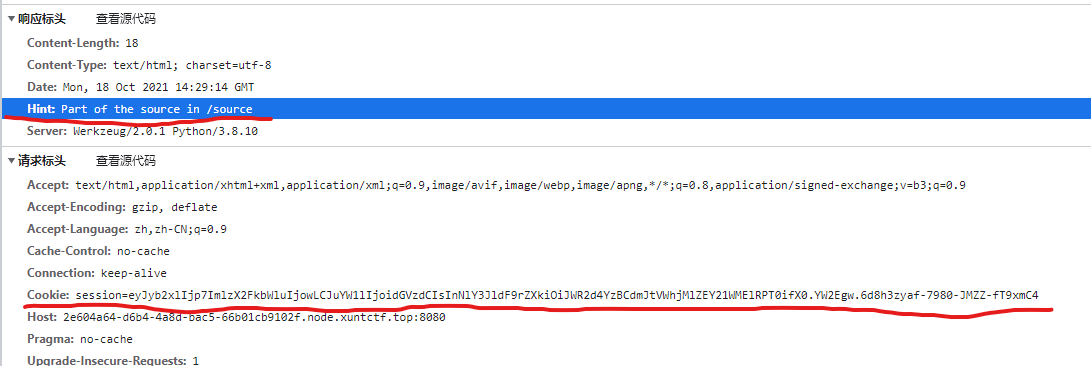 响应标头 查看源代码
Content-Length: 18
Content-Type: text/html; charset=utf-8
Date: Mon, 18 Oct 2021 14:29:14 GMT
Hint: Part of the source in /source
Server: Werkzeug/2.0.1 Python/3.8.10
请求标头 查看源代码
Accept: text/html,application/xhtml+xml,application/xml;q=0.9,image/avif,image/webp,image/apng,*/*;q=0.8,application/signed-exchange;v=b3;q=0.9
Accept-Encoding: gzip, deflate
Accept-Language: zh,zh-CN;q=0.9
Cache-Control: no-cache
Connection: keep-alive
Cookie: session=eyJyb2xlIjp7ImlzX2FkbWluIjowLCJuYW1lIjoidGVzdCIsInNlY3JldF9rZXkiOiJWR2d4YzBCdmJtVWhjMlZEY21WMElRPT0ifX0.YW2Egw.6d8h3zyaf-7980-JMZZ-fT9xmC4
Host: 2e604a64-d6b4-4a8d-bac5-66b01cb9102f.node.xuntctf.top:8080
Pragma: no-cache
Upgrade-Insecure-Requests: 1